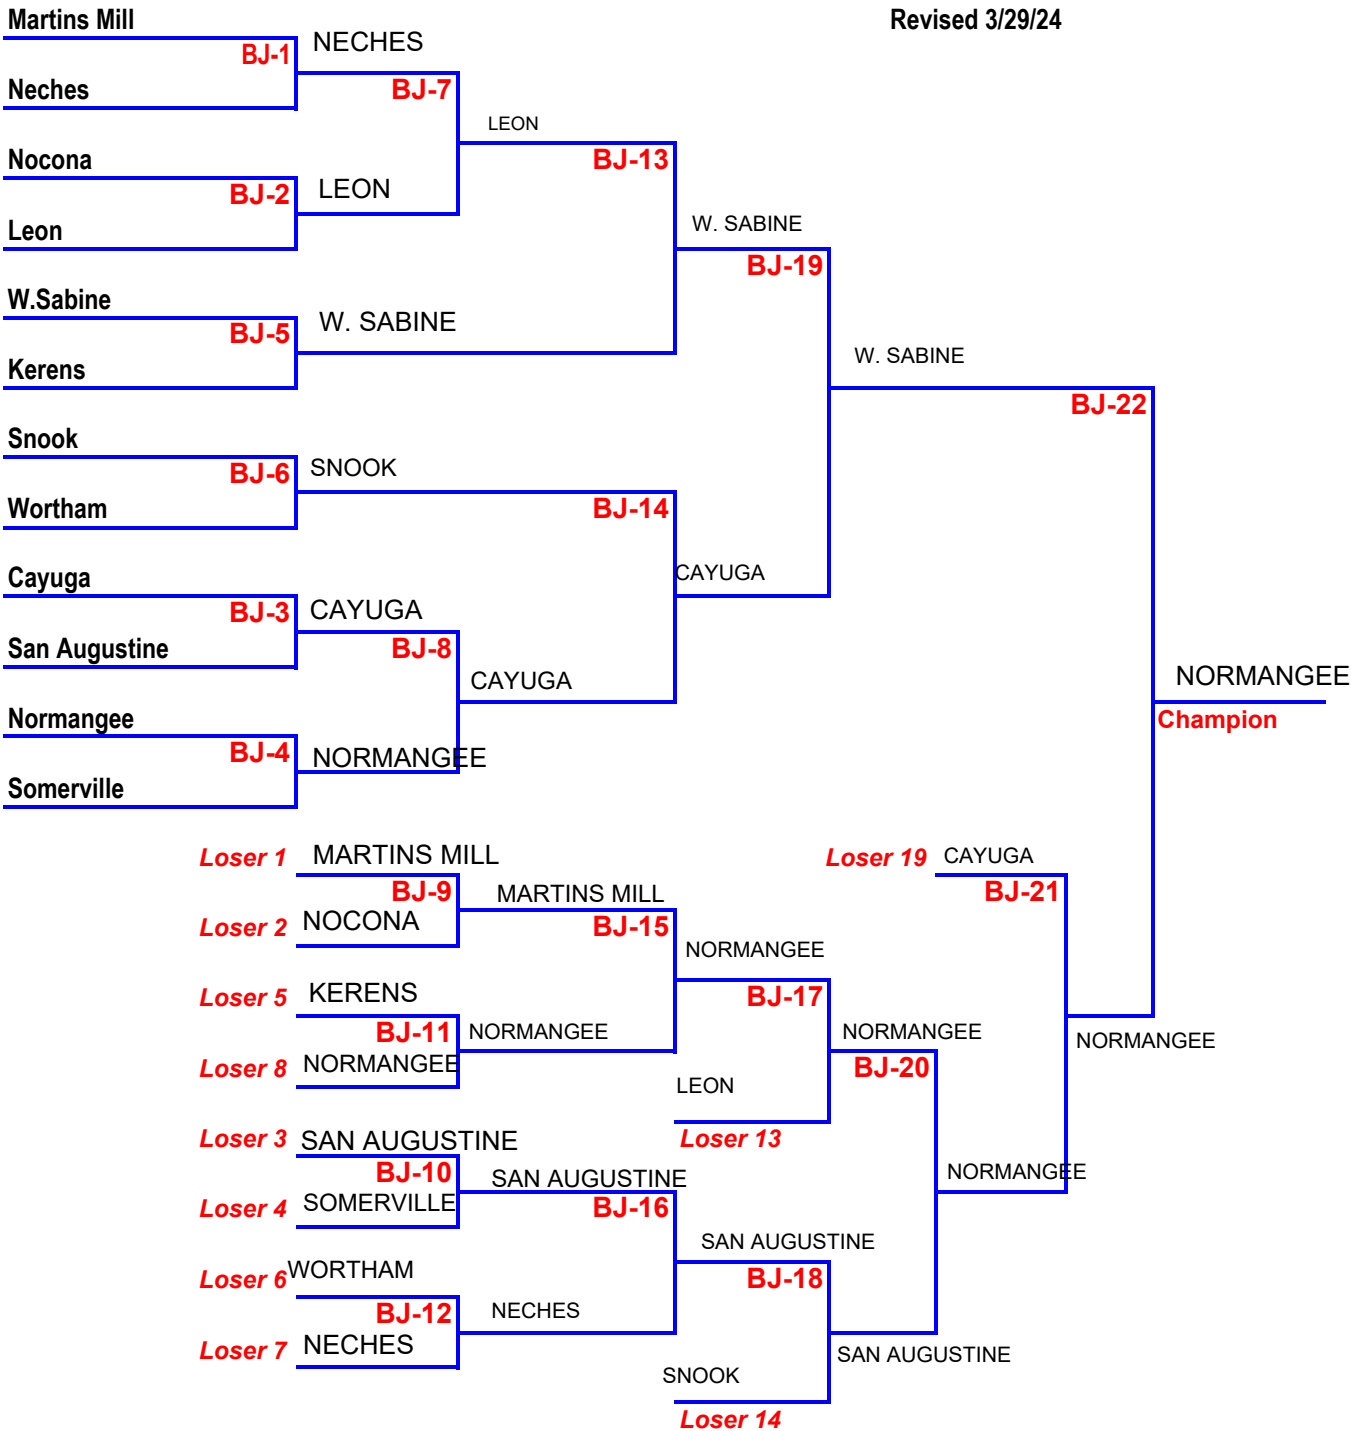 Martins Mill
Revised 3/29/24
BJ-1
NECHES
Neches
BJ-7
LEON
Nocona
BJ-13
BJ-2
LEON
Leon
W. SABINE
BJ-19
W.Sabine
BJ-5
W. SABINE
Kerens
W. SABINE
BJ-22
Snook
BJ-6
SNOOK
Wortham
BJ-14
Cayuga
CAYUGA
BJ-3
CAYUGA
San Augustine
BJ-8
CAYUGA
NORMANGEE
Champion
Normangee
BJ-4
NORMANGEE
Somerville
Loser 1
MARTINS MILL
Loser 19
CAYUGA
BJ-9
MARTINS MILL
BJ-21
Loser 2
NOCONA
BJ-15
NORMANGEE
Loser 5
KERENS
BJ-17
BJ-11
NORMANGEE
NORMANGEE
NORMANGEE
Loser 8
NORMANGEE
BJ-20
LEON
Loser 13
Loser 3
SAN AUGUSTINE
BJ-10
SAN AUGUSTINE
NORMANGEE
Loser 4
SOMERVILLE
BJ-16
SAN AUGUSTINE
Loser 6
WORTHAM
BJ-18
BJ-12
NECHES
Loser 7
NECHES
SAN AUGUSTINE
SNOOK
Loser 14